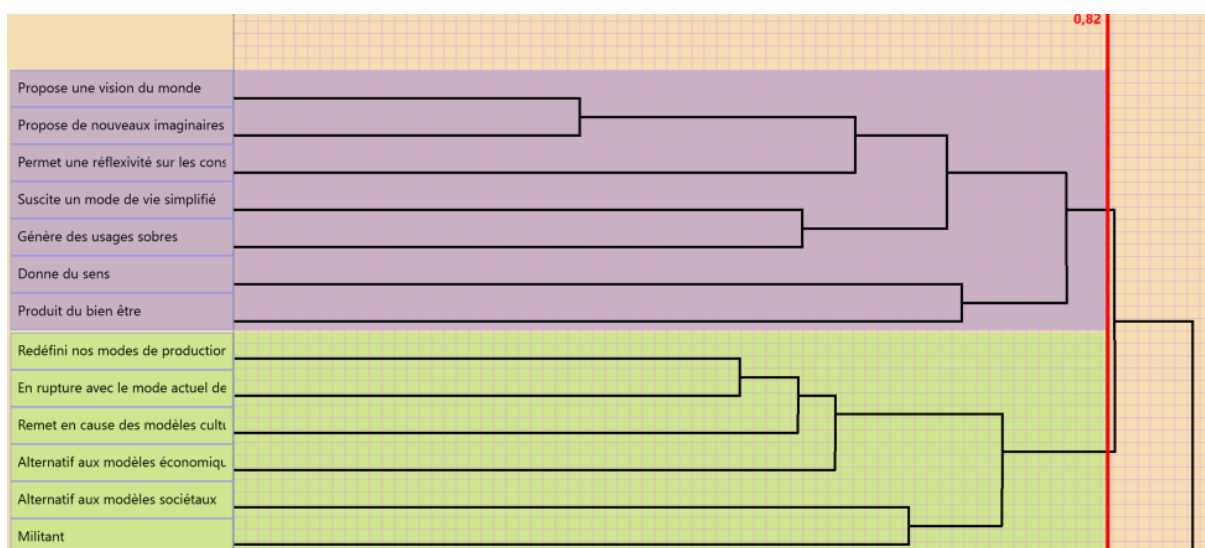 0,82
Propose une vision du monde
Propose de nouveaux imaginaires
Permet une réflexivité sur les cons
Suscite un mode de vie simplifié
Génère des usages sobres
Donne du sens
Produit du bien être
Redéfini nos modes de production
En rupture avec le mode actuel de
Remet en cause des modèles cultu
Alternatif aux modèles économiqu
Alternatif aux modèles sociétaux
Militant